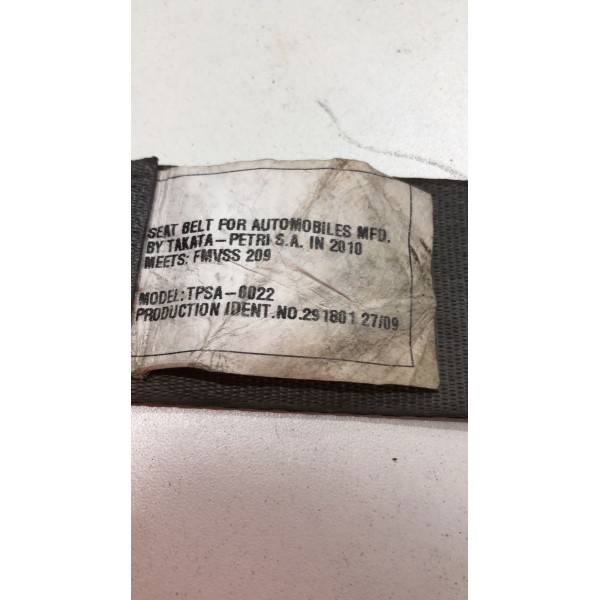 SEAT BELT FOR AUTOMOBILES MFD.
BY TAKATA-PETRI S.A. IN 2010
MEETS: FMVSS 209
MODEL: TPSA-0022
PRODUCTION IDENT.NO.291801 27/09